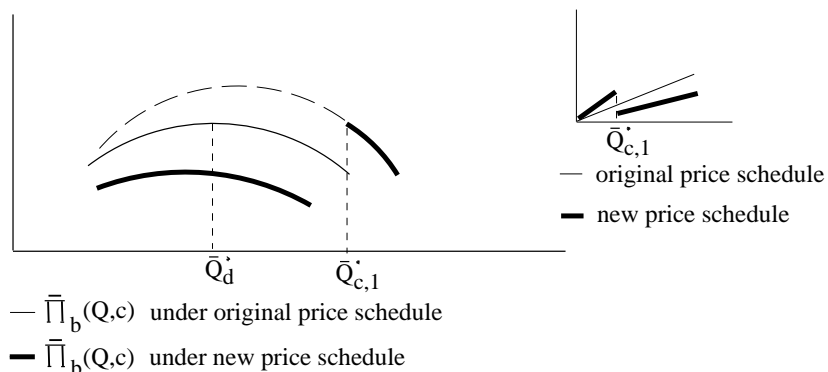 Q̄*c,1
original price schedule
new price schedule
Q̄*d Q̄*c,1
∏̄b(Q,c) under original price schedule
∏̄b(Q,c) under new price schedule